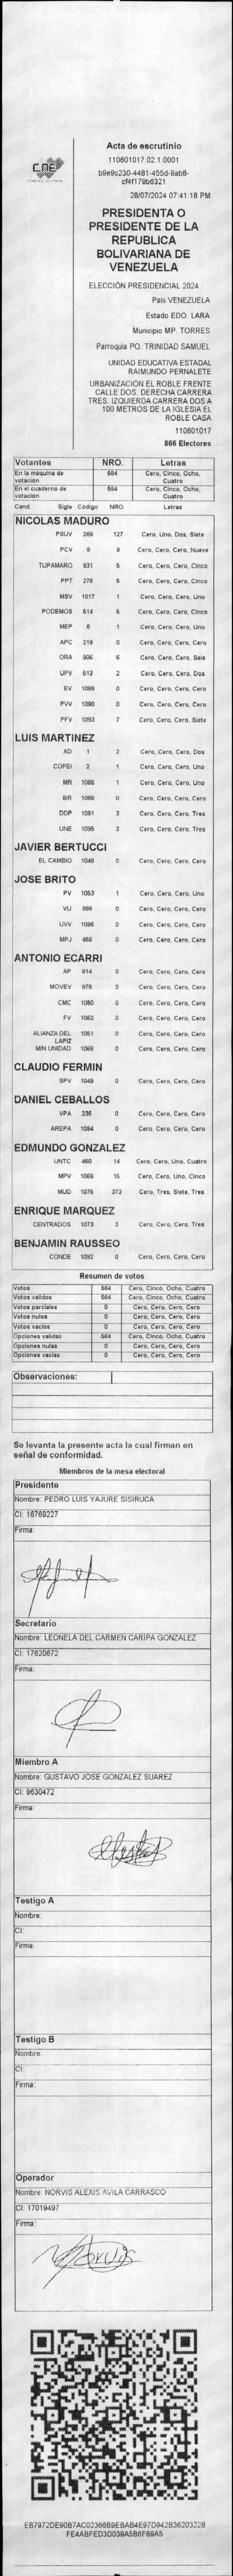 CNE
Acta de escrutinio
110601017.02.1.0001
b9e9c230-4481-455d-9ab8-
cf4f179b6321
28/07/2024 07:41:18 PM
PRESIDENTA O
PRESIDENTE DE LA
REPUBLICA
BOLIVARIANA DE
VENEZUELA
ELECCIÓN PRESIDENCIAL 2024
País VENEZUELA
Estado EDO. LARA
Municipio MP. TORRES
Parroquia PQ. TRINIDAD SAMUEL
UNIDAD EDUCATIVA ESTADAL
RAIMUNDO PERNALETE
URBANIZACION EL ROBLE FRENTE
CALLE DOS. DERECHA CARRERA
TRES. IZQUIERDA CARRERA DOS A
100 METROS DE LA IGLESIA EL
ROBLE CASA
110601017
866 Electores
Votantes NRO. Letras
En la máquina de votación 584 Cero, Cinco, Ocho, Cuatro
En el cuaderno de votación 584 Cero, Cinco, Ocho, Cuatro
Cand. Sigla Código NRO. Letras
NICOLAS MADURO
PSUV 269 127 Cero, Uno, Dos, Siete
PCV 9 9 Cero, Cero, Cero, Nueve
TUPAMARO 931 5 Cero, Cero, Cero, Cinco
PPT 276 5 Cero, Cero, Cero, Cinco
MSV 1017 1 Cero, Cero, Cero, Uno
PODEMOS 514 5 Cero, Cero, Cero, Cinco
MEP 6 1 Cero, Cero, Cero, Uno
APC 219 0 Cero, Cero, Cero, Cero
ORA 906 6 Cero, Cero, Cero, Seis
UPV 513 2 Cero, Cero, Cero, Dos
EV 1099 0 Cero, Cero, Cero, Cero
PVV 1090 0 Cero, Cero, Cero, Cero
PFV 1093 7 Cero, Cero, Cero, Siete
LUIS MARTINEZ
AD 1 2 Cero, Cero, Cero, Dos
COPEI 2 1 Cero, Cero, Cero, Uno
MR 1065 1 Cero, Cero, Cero, Uno
BR 1066 0 Cero, Cero, Cero, Cero
DDP 1091 3 Cero, Cero, Cero, Tres
UNE 1095 3 Cero, Cero, Cero, Tres
JAVIER BERTUCCI
EL CAMBIO 1048 0 Cero, Cero, Cero, Cero
JOSE BRITO
PV 1053 1 Cero, Cero, Cero, Uno
VU 868 0 Cero, Cero, Cero, Cero
UVV 1096 0 Cero, Cero, Cero, Cero
MPJ 458 0 Cero, Cero, Cero, Cero
ANTONIO ECARRI
AP 814 0 Cero, Cero, Cero, Cero
MOVEV 878 0 Cero, Cero, Cero, Cero
CMC 1050 0 Cero, Cero, Cero, Cero
FV 1062 0 Cero, Cero, Cero, Cero
ALIANZA DEL LAPIZ 1051 0 Cero, Cero, Cero, Cero
MIN UNIDAD 1068 0 Cero, Cero, Cero, Cero
CLAUDIO FERMIN
SPV 1049 0 Cero, Cero, Cero, Cero
DANIEL CEBALLOS
VPA 236 0 Cero, Cero, Cero, Cero
AREPA 1094 0 Cero, Cero, Cero, Cero
EDMUNDO GONZALEZ
UNTC 460 14 Cero, Cero, Uno, Cuatro
MPV 1069 15 Cero, Cero, Uno, Cinco
MUD 1075 373 Cero, Tres, Siete, Tres
ENRIQUE MARQUEZ
CENTRADOS 1073 3 Cero, Cero, Cero, Tres
BENJAMIN RAUSSEO
CONDE 1092 0 Cero, Cero, Cero, Cero
Resumen de votos
Votos 584 Cero, Cinco, Ocho, Cuatro
Votos validos 584 Cero, Cinco, Ocho, Cuatro
Votos parciales 0 Cero, Cero, Cero, Cero
Votos nulos 0 Cero, Cero, Cero, Cero
Votos vacios 0 Cero, Cero, Cero, Cero
Opciones validas 584 Cero, Cinco, Ocho, Cuatro
Opciones nulas 0 Cero, Cero, Cero, Cero
Opciones vacias 0 Cero, Cero, Cero, Cero
Observaciones:
Se levanta la presente acta la cual firman en
señal de conformidad.
Miembros de la mesa electoral
Presidente
Nombre: PEDRO LUIS YAJURE SISIRUCA
CI: 16769227
Firma:
Secretario
Nombre: LEONELA DEL CARMEN CARIPA GONZALEZ
CI: 17620672
Firma:
Miembro A
Nombre: GUSTAVO JOSE GONZALEZ SUAREZ
CI: 9630472
Firma:
Testigo A
Nombre:
CI:
Firma:
Testigo B
Nombre:
CI:
Firma:
Operador
Nombre: NORVIS ALEXIS AVILA CARRASCO
CI: 17019497
Firma:
EB7972DE90B7AC02366B9EBAB4E97D942B36203228
FE4ABFED3D039A5B6F69A5